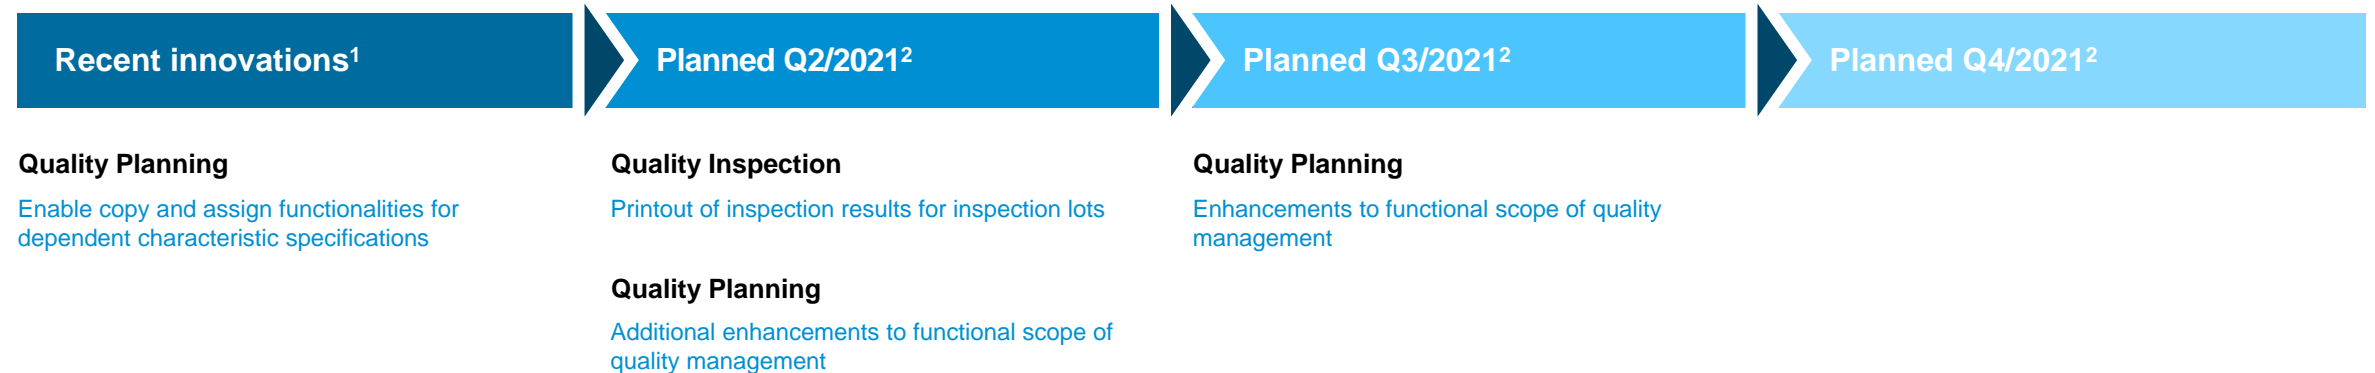 Recent innovations¹
Planned Q2/2021²
Planned Q3/2021²
Planned Q4/2021²
Quality Planning
Enable copy and assign functionalities for
dependent characteristic specifications
Quality Inspection
Printout of inspection results for inspection lots
Quality Planning
Additional enhancements to functional scope of
quality management
Quality Planning
Enhancements to functional scope of quality
management